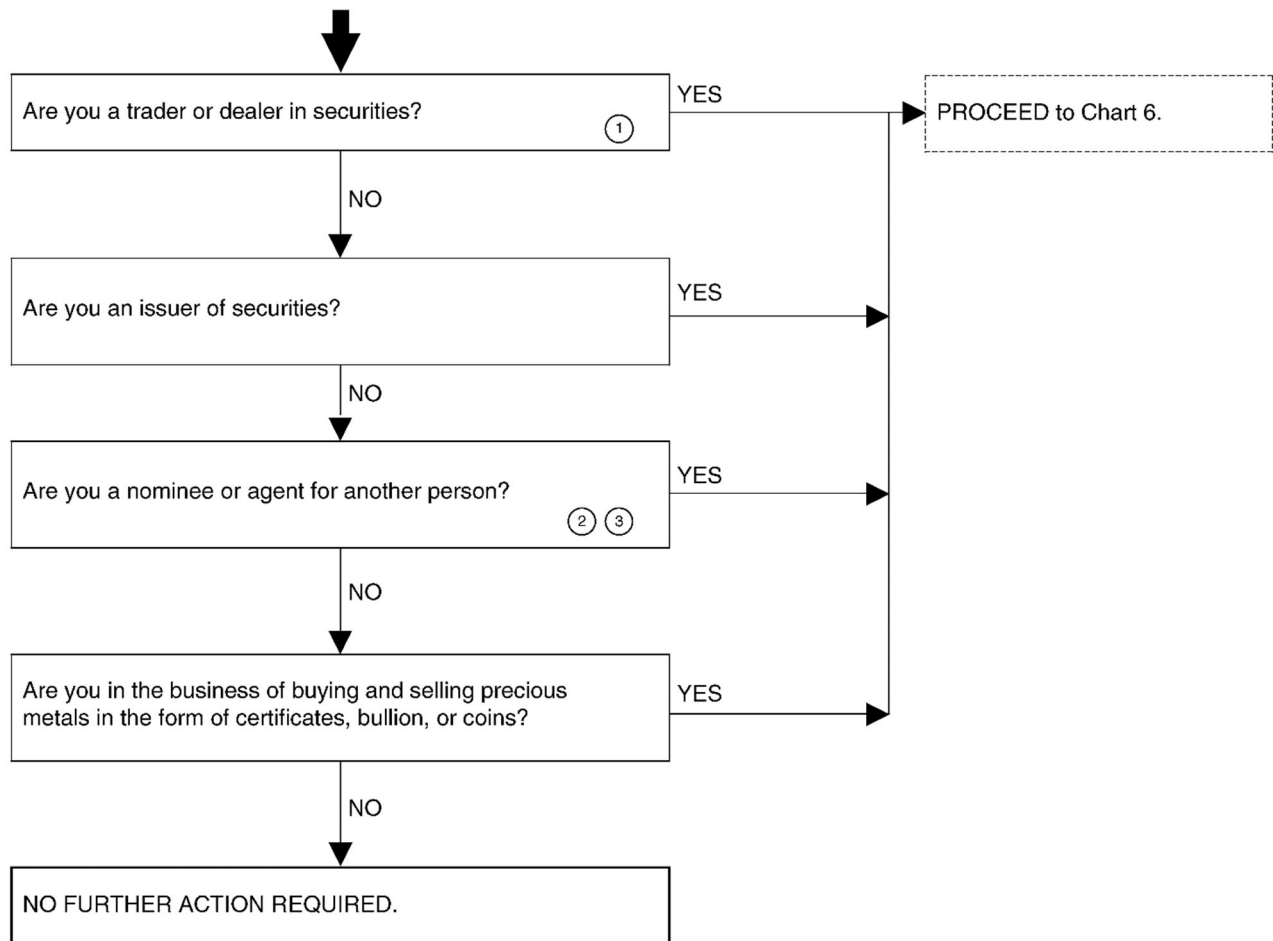 Are you a trader or dealer in securities?
①
YES
PROCEED to Chart 6.
NO
Are you an issuer of securities?
YES
NO
Are you a nominee or agent for another person?
② ③
YES
NO
Are you in the business of buying and selling precious
metals in the form of certificates, bullion, or coins?
YES
NO
NO FURTHER ACTION REQUIRED.